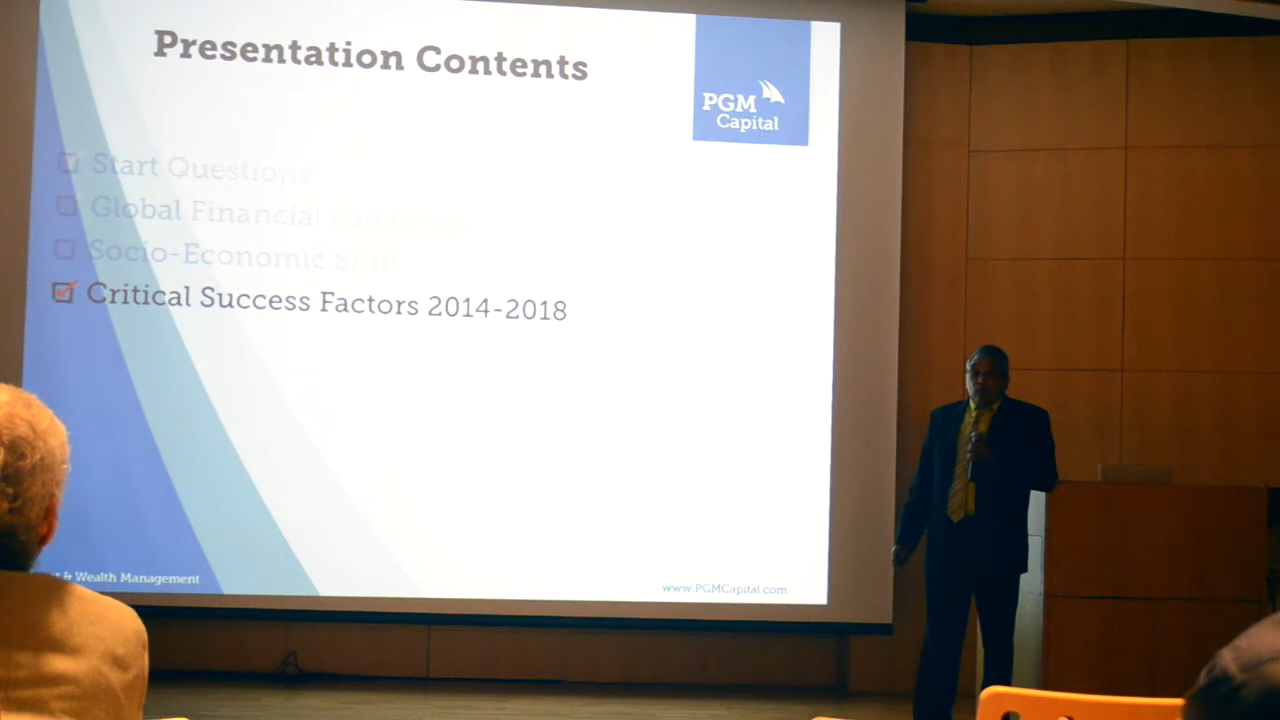 Presentation Contents
PGM
Capital
Start Questions
Global Financial
Socio-Economic
Critical Success Factors 2014-2018
& Wealth Management
www.PGMCapital.com